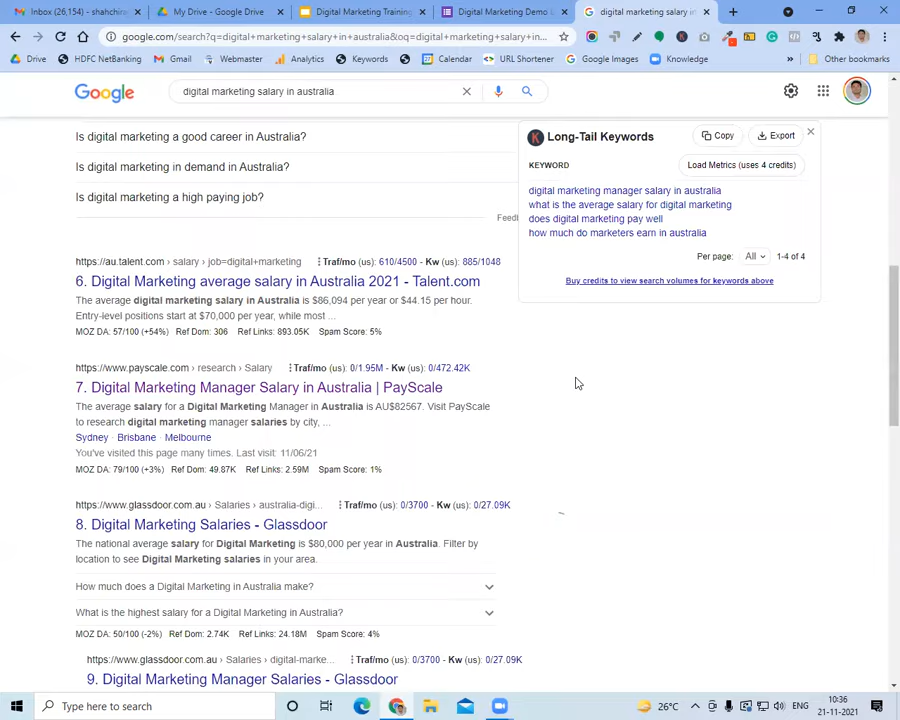 Inbox (26,154) - shahchira
My Drive - Google Drive
Digital Marketing Training
Digital Marketing Demo L
digital marketing salary in
google.com/search?q=digital+marketing+salary+in+australia&oq=digital+marketing+salary+in...
Drive
HDFC NetBanking
Gmail
Webmaster
Analytics
Keywords
Calendar
URL Shortener
Google Images
Knowledge
»
Other bookmarks
Google
digital marketing salary in australia
Is digital marketing a good career in Australia?
Is digital marketing in demand in Australia?
Is digital marketing a high paying job?
Feedb
Long-Tail Keywords
Copy
Export
KEYWORD
Load Metrics (uses 4 credits)
digital marketing manager salary in australia
what is the average salary for digital marketing
does digital marketing pay well
how much do marketers earn in australia
Per page: All 1-4 of 4
Buy credits to view search volumes for keywords above
https://au.talent.com › salary › job=digital+marketing
Traf/mo (us): 610/4500 - Kw (us): 885/1048
6. Digital Marketing average salary in Australia 2021 - Talent.com
The average digital marketing salary in Australia is $86,094 per year or $44.15 per hour.
Entry-level positions start at $70,000 per year, while most ...
MOZ DA: 57/100 (+54%) Ref Dom: 306 Ref Links: 893.05K Spam Score: 5%
https://www.payscale.com › research › Salary
Traf/mo (us): 0/1.95M - Kw (us): 0/472.42K
7. Digital Marketing Manager Salary in Australia | PayScale
The average salary for a Digital Marketing Manager in Australia is AU$82567. Visit PayScale
to research digital marketing manager salaries by city, ...
Sydney · Brisbane · Melbourne
You've visited this page many times. Last visit: 11/06/21
MOZ DA: 79/100 (+3%) Ref Dom: 49.87K Ref Links: 2.59M Spam Score: 1%
https://www.glassdoor.com.au › Salaries › australia-digi...
Traf/mo (us): 0/3700 - Kw (us): 0/27.09K
8. Digital Marketing Salaries - Glassdoor
The national average salary for Digital Marketing is $80,000 per year in Australia. Filter by
location to see Digital Marketing salaries in your area.
How much does a Digital Marketing in Australia make?
What is the highest salary for a Digital Marketing in Australia?
MOZ DA: 50/100 (-2%) Ref Dom: 2.74K Ref Links: 24.18M Spam Score: 4%
https://www.glassdoor.com.au › Salaries › digital-marke...
Traf/mo (us): 0/3700 - Kw (us): 0/27.09K
9. Digital Marketing Manager Salaries - Glassdoor
Type here to search
26°C
ENG
10:36
21-11-2021